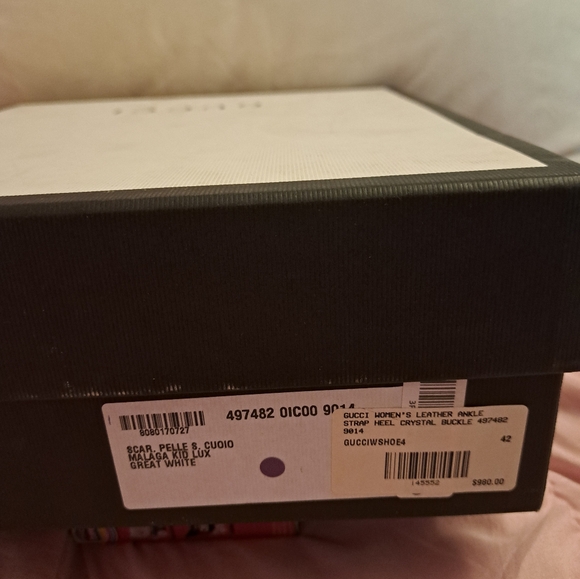 GUCCI
497482 0IC00 9014
8080170727
SCAR. PELLE S. CUOIO
MALAGA KID LUX
GREAT WHITE
GUCCI WOMEN'S LEATHER ANKLE
STRAP HEEL CRYSTAL BUCKLE 497482
9014
GUCCIWSHOE4 42
145552 $980.00